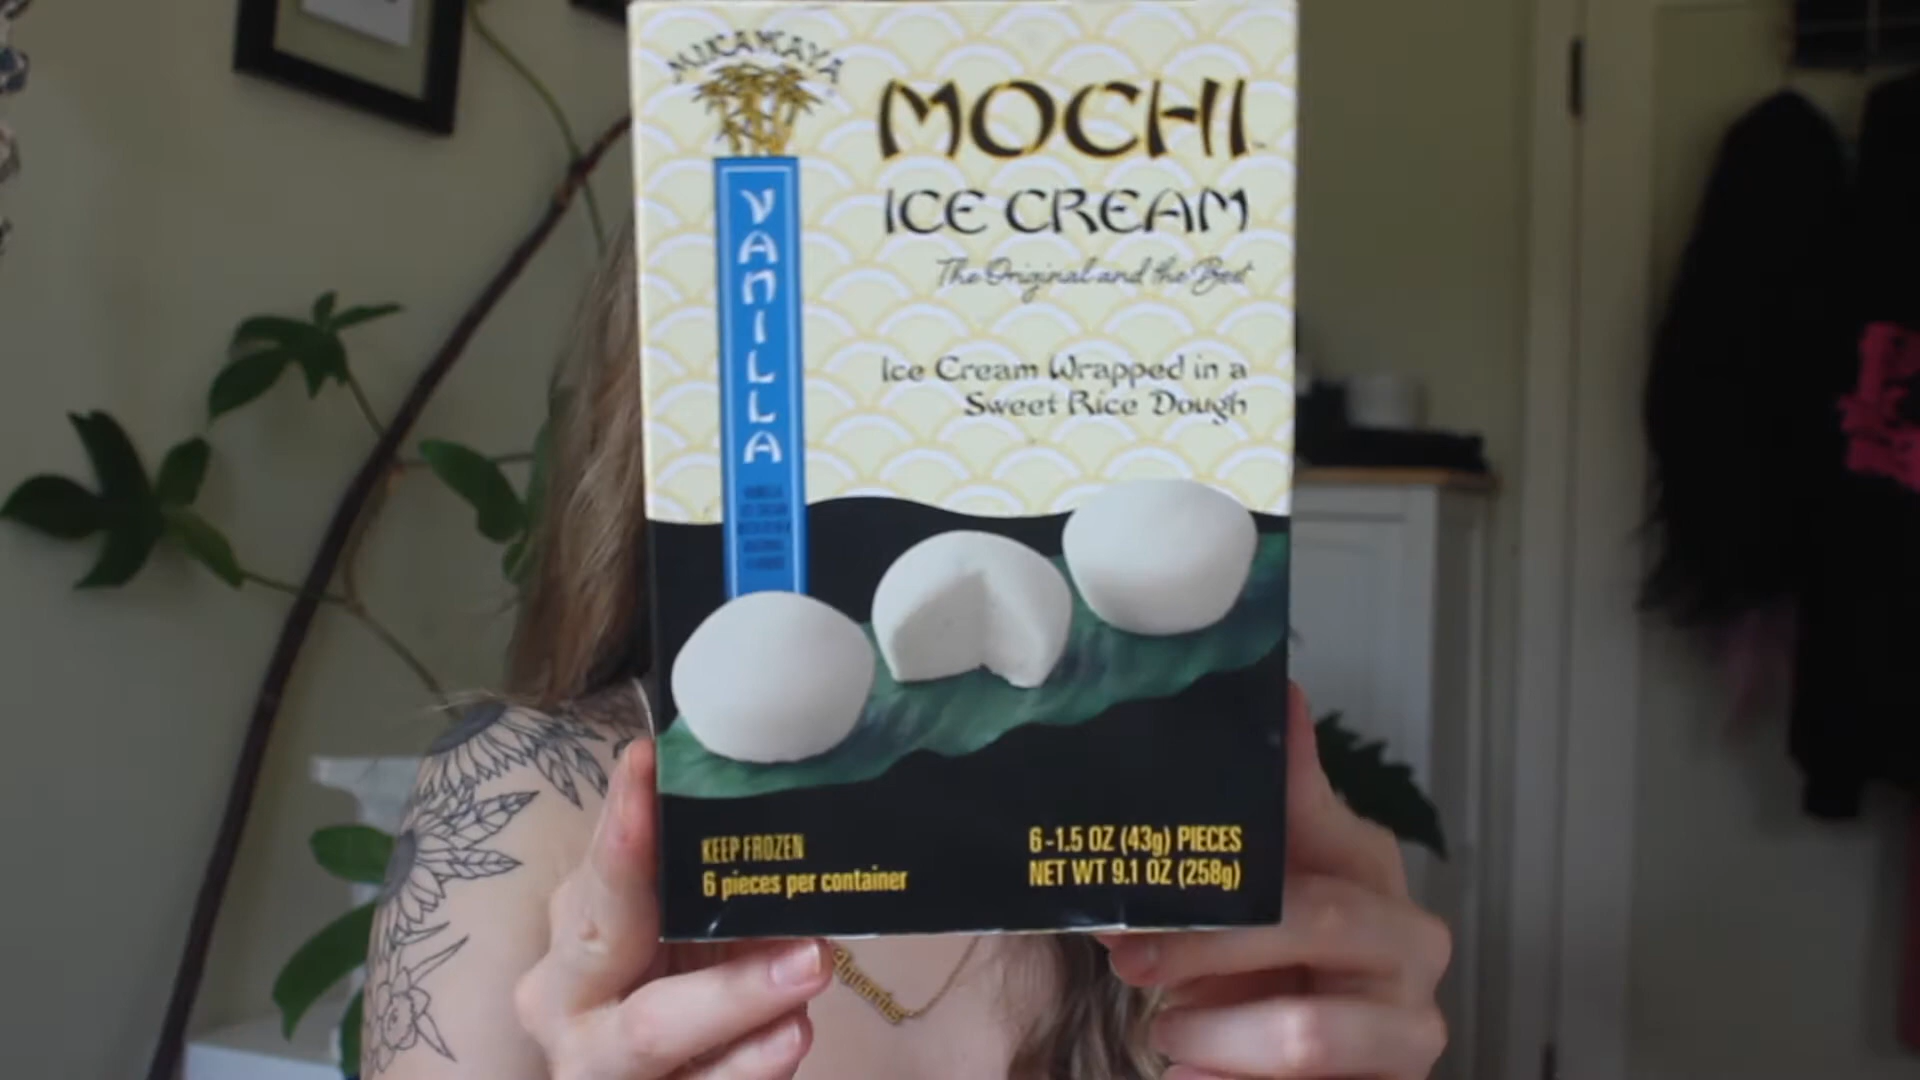 MIKAWAYA
MOCHI
ICE CREAM
The Original and the Best
VANILLA
Ice Cream Wrapped in a
Sweet Rice Dough
KEEP FROZEN
6 pieces per container
6-1.5 OZ (43g) PIECES
NET WT 9.1 OZ (258g)
Aquarius